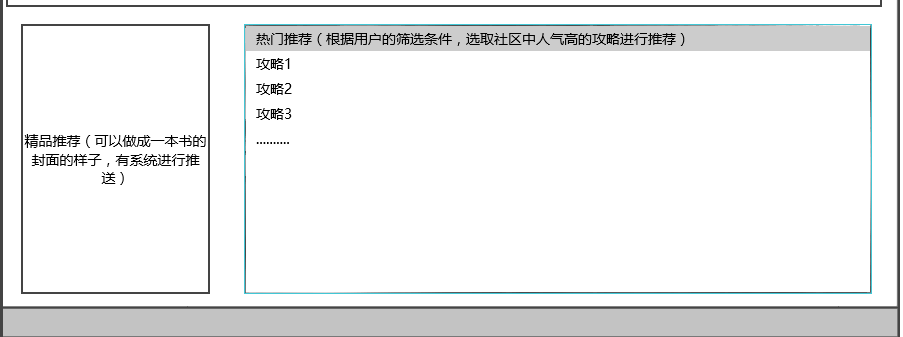 精品推荐（可以做成一本书的
封面的样子，有系统进行推
送）
热门推荐（根据用户的筛选条件，选取社区中人气高的攻略进行推荐）
攻略1
攻略2
攻略3
..........